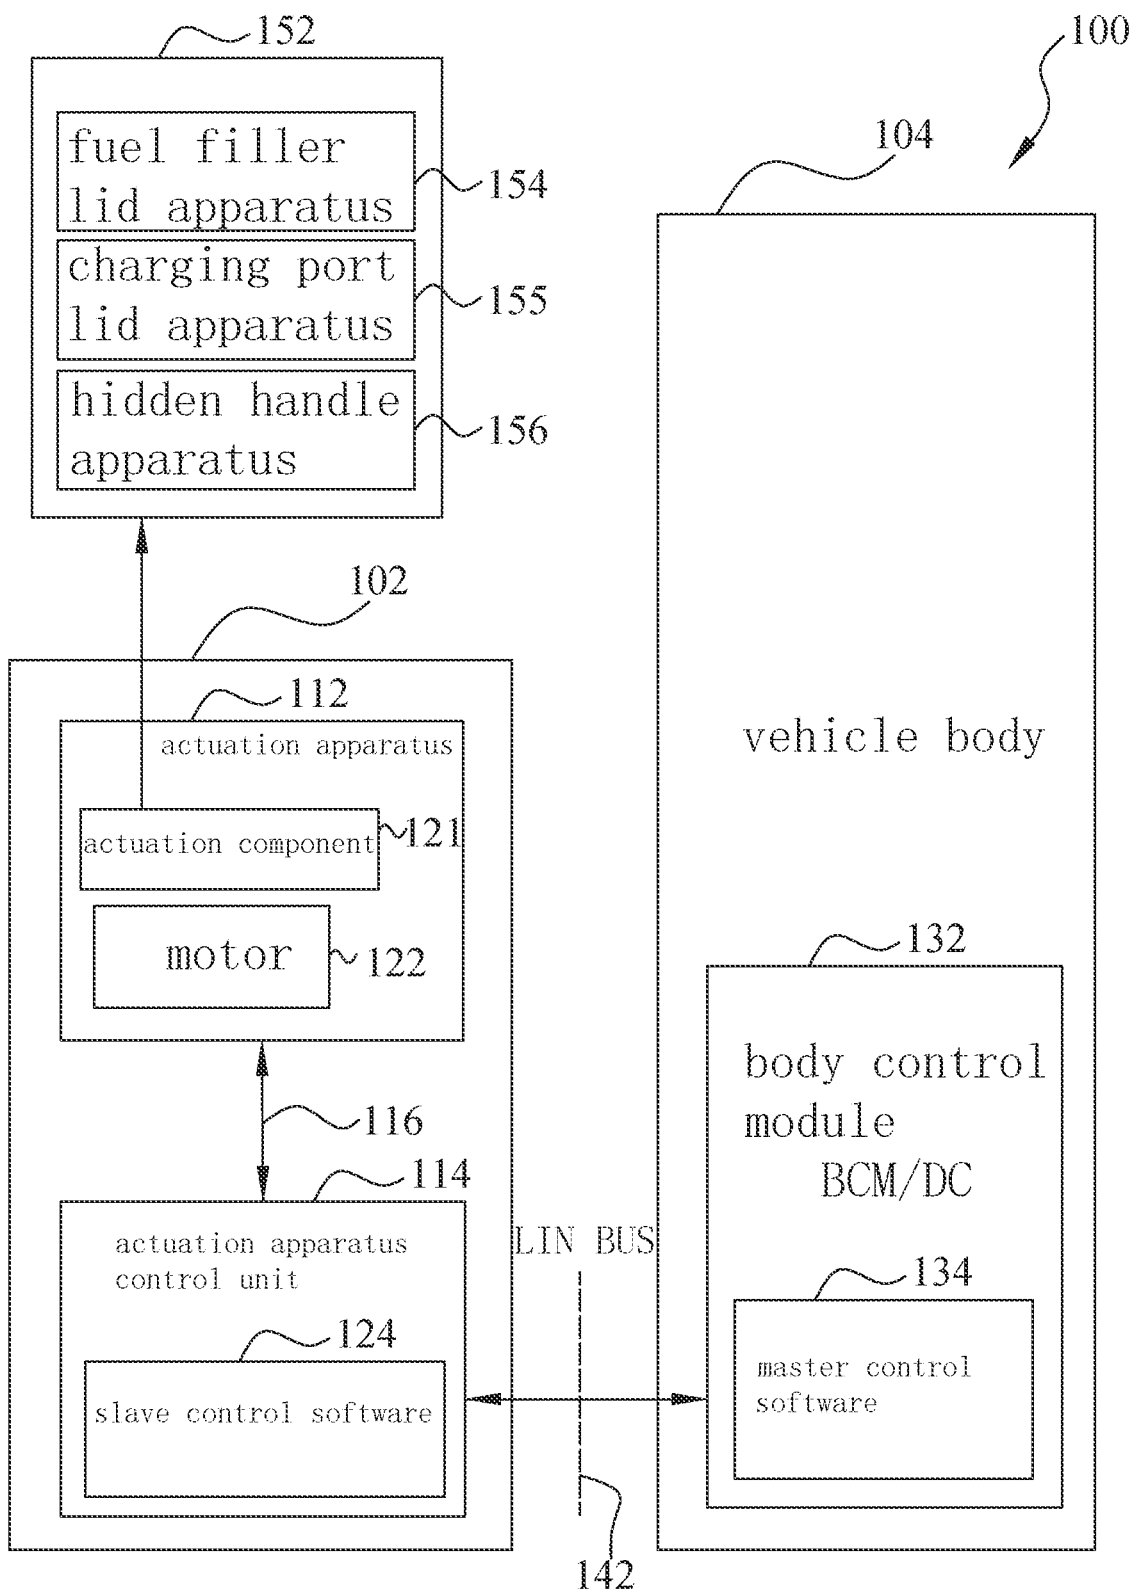 152
100
fuel filler
lid apparatus
154
104
charging port
lid apparatus
155
hidden handle
apparatus
156
102
112
actuation apparatus
vehicle body
actuation component
121
motor
122
132
body control
module
BCM/DC
116
114
actuation apparatus
control unit
LIN BUS
134
124
master control
software
slave control software
142